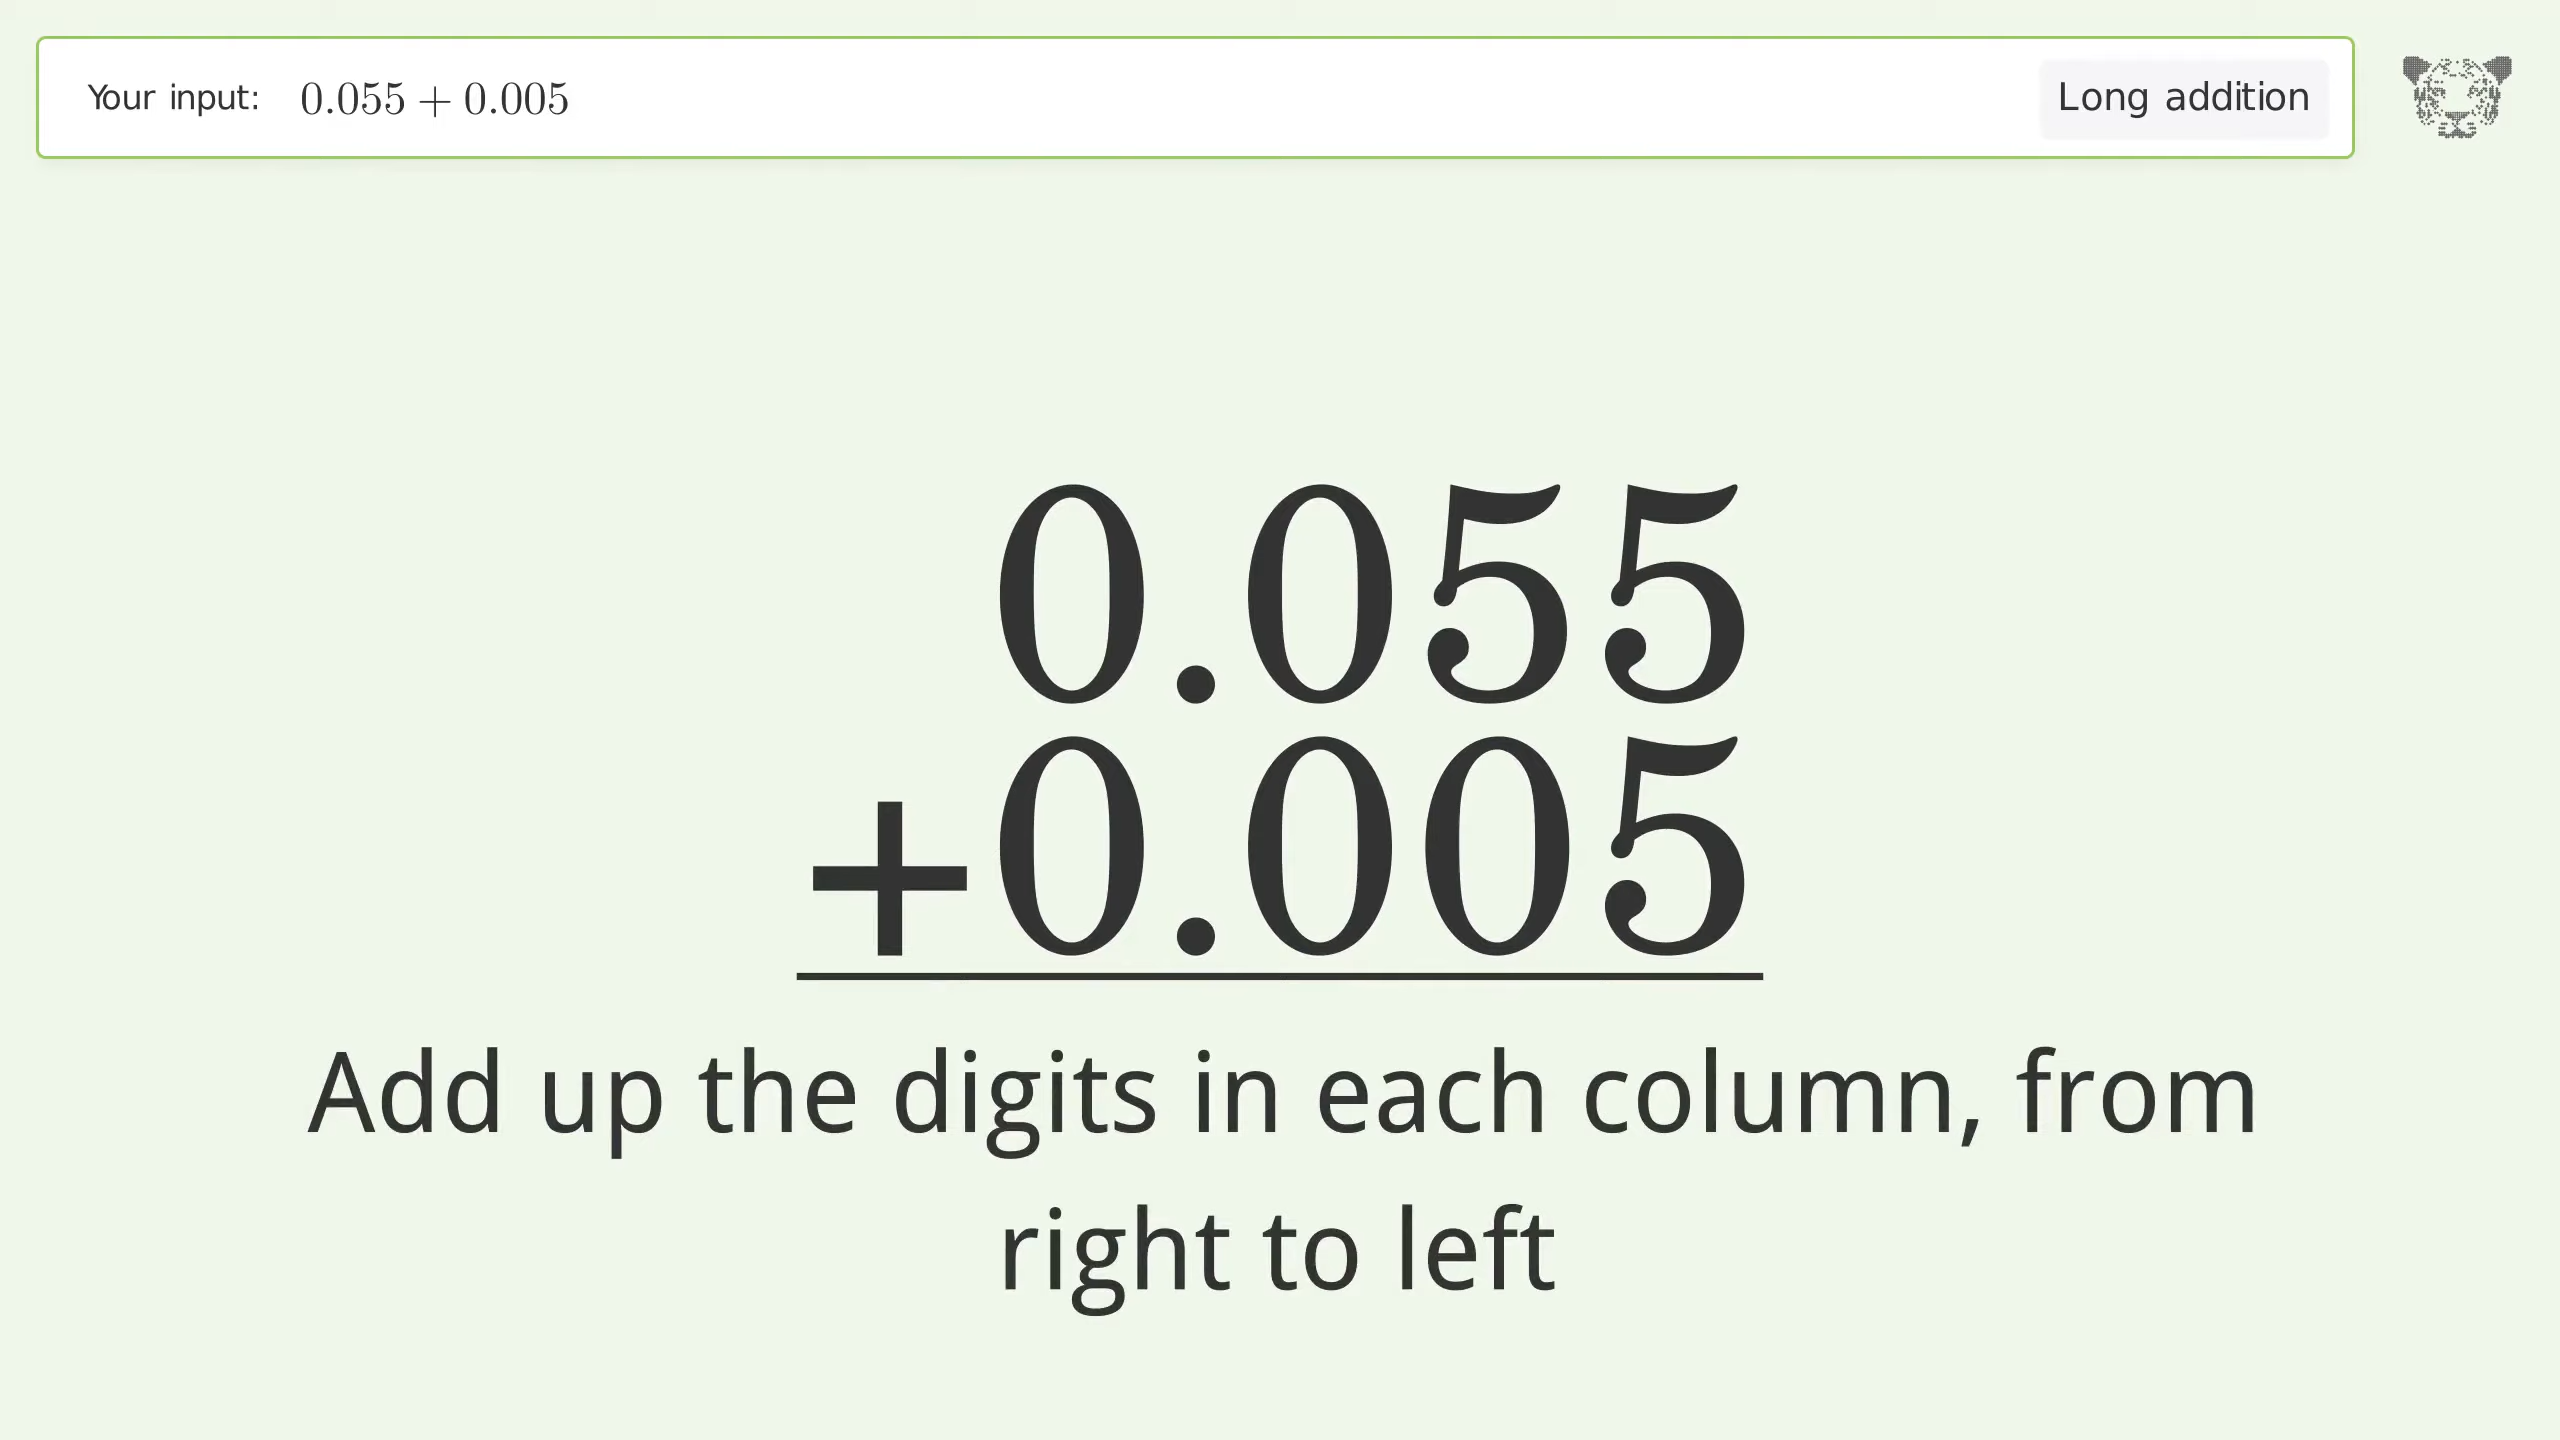 Your input: 0.055 + 0.005
Long addition
0.055
+0.005
Add up the digits in each column, from
right to left